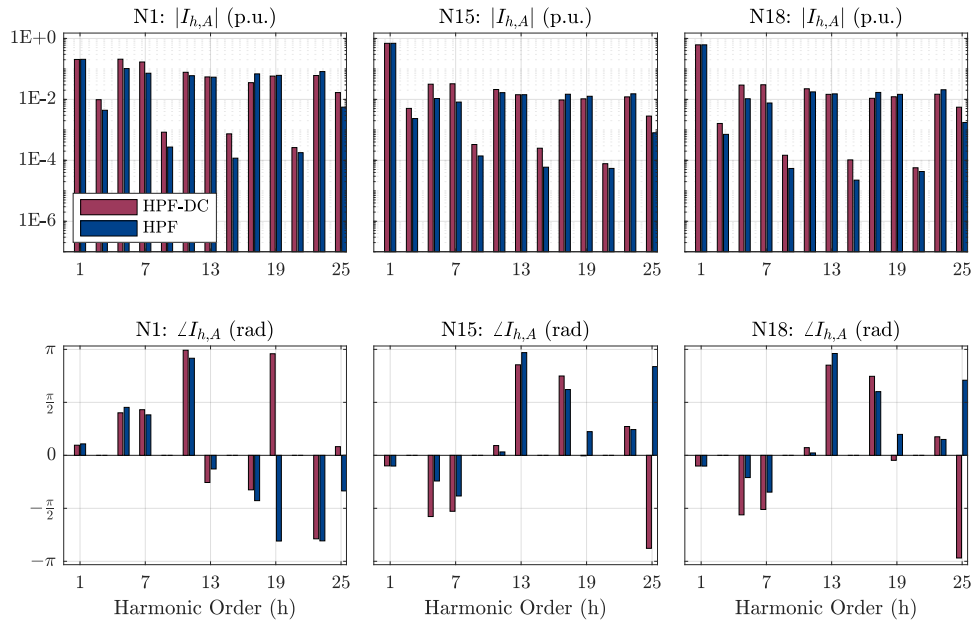 N1: |I_{h,A}| (p.u.)
N15: |I_{h,A}| (p.u.)
N18: |I_{h,A}| (p.u.)
1E+0
1E-2
1E-4
1E-6
HPF-DC
HPF
1 7 13 19 25
1 7 13 19 25
1 7 13 19 25
N1: ∠I_{h,A} (rad)
N15: ∠I_{h,A} (rad)
N18: ∠I_{h,A} (rad)
π
π/2
0
−π/2
−π
1 7 13 19 25
1 7 13 19 25
1 7 13 19 25
Harmonic Order (h)
Harmonic Order (h)
Harmonic Order (h)